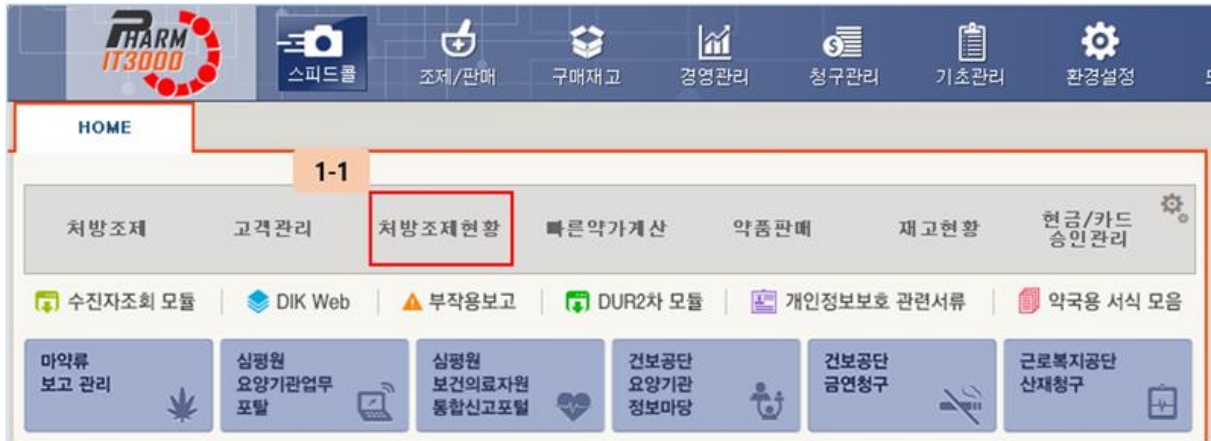 PHARM
IT3000
스피드콜
조제/판매
구매재고
경영관리
청구관리
기초관리
환경설정
HOME
1-1
처방조제
고객관리
처방조제현황
빠른약가계산
약품판매
재고현황
현금/카드
승인관리
수진자조회 모듈
DIK Web
부작용보고
DUR2차 모듈
개인정보보호 관련서류
약국용 서식 모음
마약류
보고 관리
심평원
요양기관업무
포탈
심평원
보건의료자원
통합신고포털
건보공단
요양기관
정보마당
건보공단
금연청구
근로복지공단
산재청구